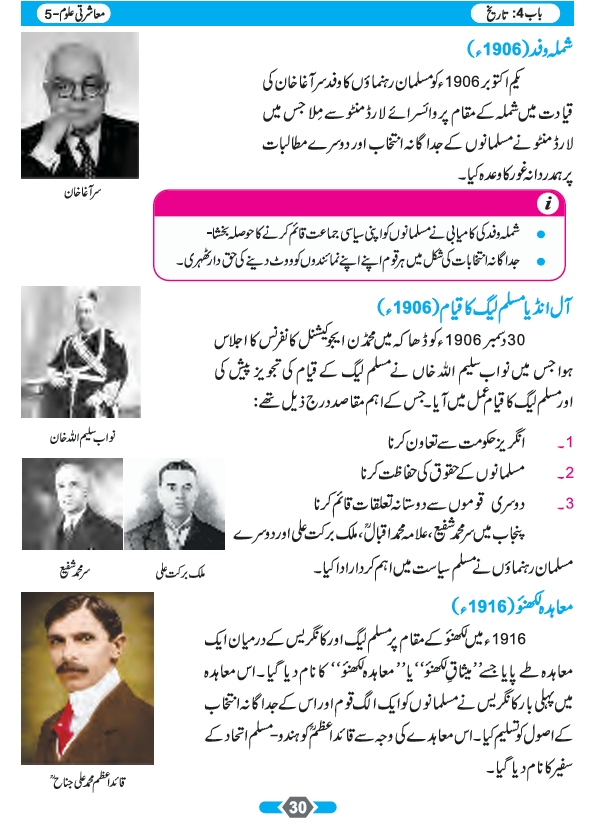 باب 4: تاریخ
معاشرتی علوم - 5
شملہ وفد (1906ء)
یکم اکتوبر 1906ء کو مسلمان رہنماؤں کا وفد سر آغا خان کی
قیادت میں شملہ کے مقام پر وائسرائے لارڈ منٹو سے مِلا جس میں
لارڈ منٹو نے مسلمانوں کے جداگانہ انتخاب اور دوسرے مطالبات
پر ہمدردانہ غور کا وعدہ کیا۔
سر آغا خان
i
● شملہ وفد کی کامیابی نے مسلمانوں کو اپنی سیاسی جماعت قائم کرنے کا حوصلہ بخشا-
● جداگانہ انتخابات کی شکل میں ہر قوم اپنے اپنے نمائندوں کو ووٹ دینے کی حق دار ٹھہری۔
آل انڈیا مسلم لیگ کا قیام (1906ء)
30 دسمبر 1906ء کو ڈھاکہ میں محمڈن ایجوکیشنل کانفرنس کا اجلاس
ہوا جس میں نواب سلیم اللہ خاں نے مسلم لیگ کے قیام کی تجویز پیش کی
اور مسلم لیگ کا قیام عمل میں آیا۔ جس کے اہم مقاصد درج ذیل تھے:
نواب سلیم اللہ خان
1۔ انگریز حکومت سے تعاون کرنا
2۔ مسلمانوں کے حقوق کی حفاظت کرنا
3۔ دوسری قوموں سے دوستانہ تعلقات قائم کرنا
پنجاب میں سر محمد شفیع، علامہ محمد اقبالؒ، ملک برکت علی اور دوسرے
مسلمان رہنماؤں نے مسلم سیاست میں اہم کردار ادا کیا۔
ملک برکت علی
سر محمد شفیع
معاہدہ لکھنؤ (1916ء)
1916ء میں لکھنؤ کے مقام پر مسلم لیگ اور کانگریس کے درمیان ایک
معاہدہ طے پایا جسے ’’میثاقِ لکھنؤ‘‘ یا ’’معاہدہ لکھنؤ‘‘ کا نام دیا گیا۔ اس معاہدہ
میں پہلی بار کانگریس نے مسلمانوں کو ایک الگ قوم اور اس کے جداگانہ انتخاب
کے اصول کو تسلیم کیا۔ اس معاہدے کی وجہ سے قائداعظمؒ کو ہندو-مسلم اتحاد کے
سفیر کا نام دیا گیا۔
قائداعظم محمد علی جناحؒ
30